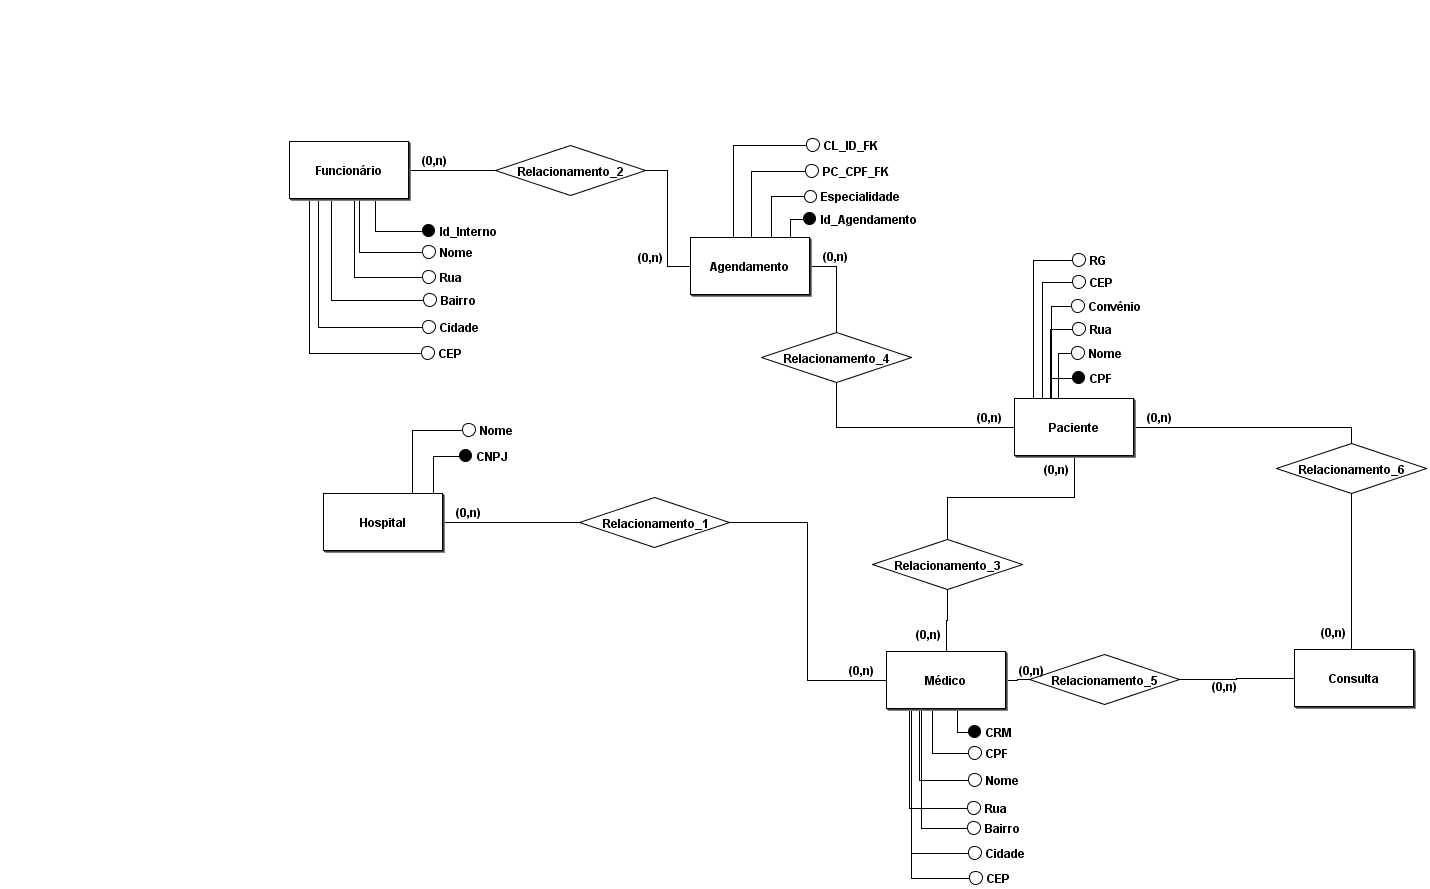 CL_ID_FK
PC_CPF_FK
Especialidade
Id_Agendamento
(0,n)
Funcionário
Relacionamento_2
Id_Interno
Nome
Rua
Bairro
Cidade
CEP
(0,n)
Agendamento
(0,n)
RG
CEP
Convênio
Rua
Nome
CPF
Relacionamento_4
(0,n)
Paciente
(0,n)
(0,n)
Relacionamento_6
Nome
CNPJ
Hospital
(0,n)
Relacionamento_1
Relacionamento_3
(0,n)
(0,n)
(0,n)
Médico
(0,n)
Relacionamento_5
(0,n)
Consulta
CRM
CPF
Nome
Rua
Bairro
Cidade
CEP